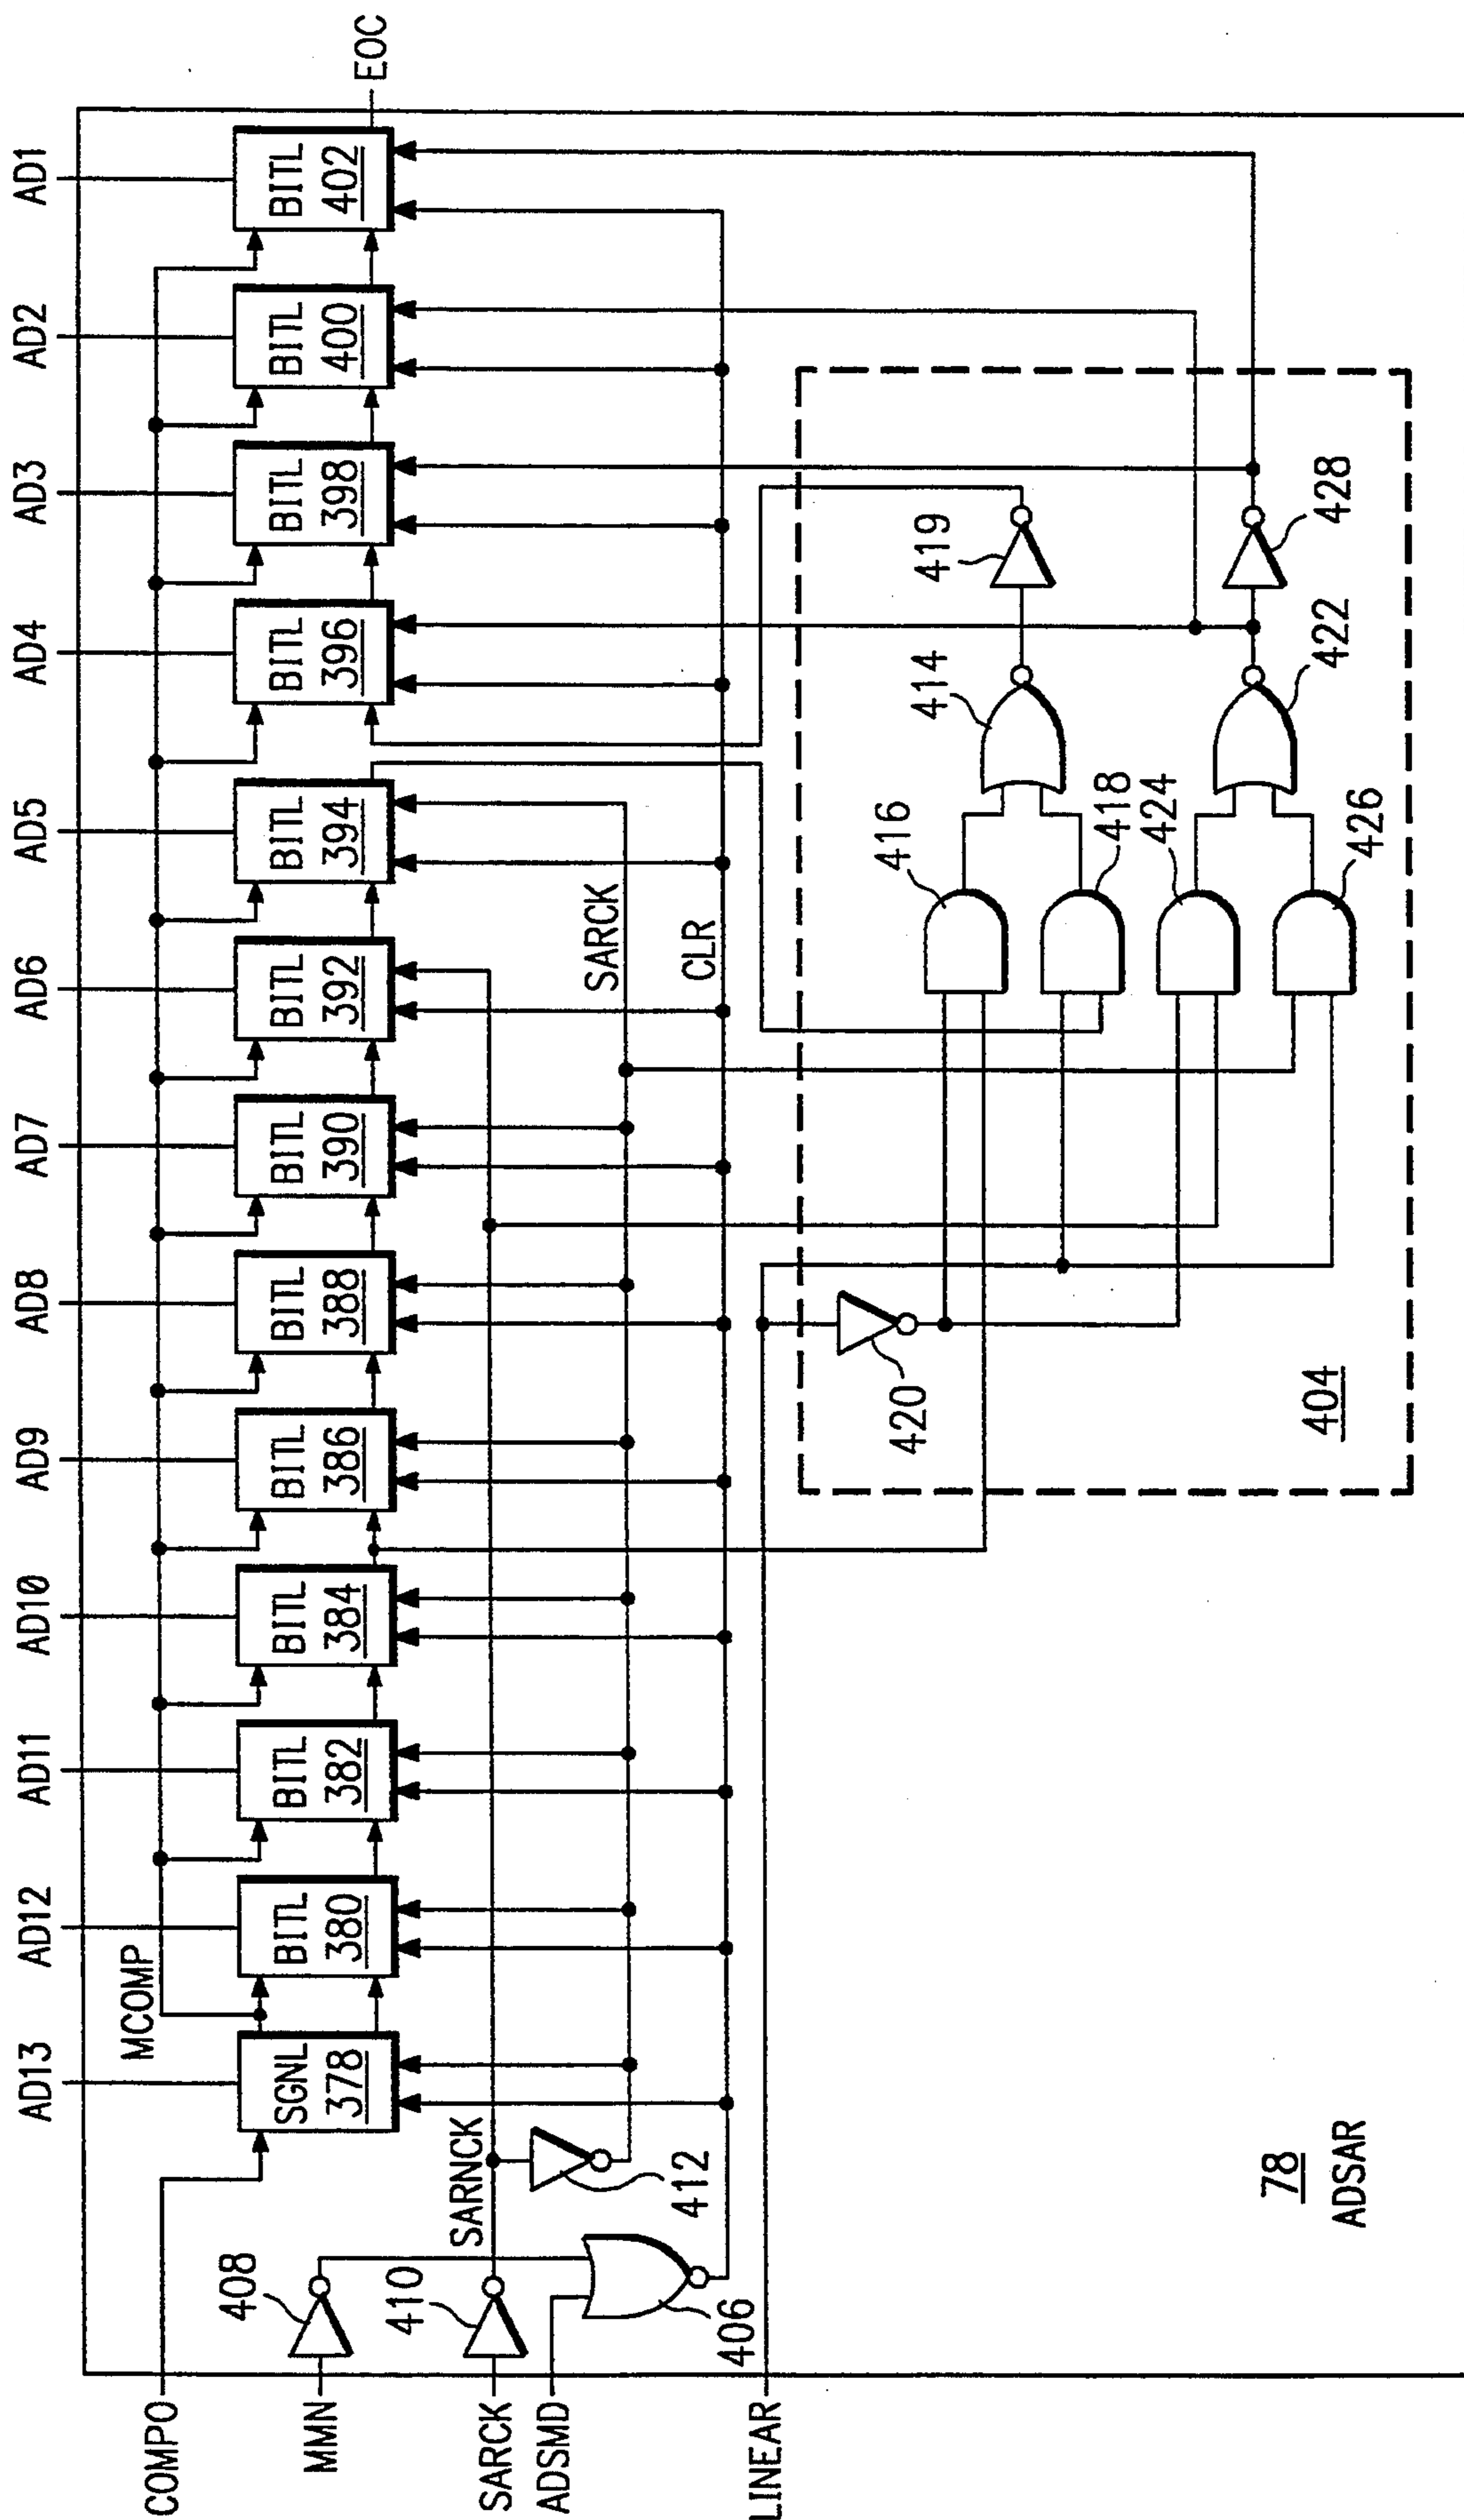 AD13 AD12 AD11 AD10 AD9 AD8 AD7 AD6 AD5 AD4 AD3 AD2 AD1
COMPO
MCOMP
SGNL
378
BITL
380
BITL
382
BITL
384
BITL
386
BITL
388
BITL
390
BITL
392
BITL
394
BITL
396
BITL
398
BITL
400
BITL
402
EOC
MMN
408
SARCK
410
SARNCK
412
ADSMD
406
SARCK
CLR
LINEAR
420
416
418
414
419
424
426
422
428
404
78
ADSAR